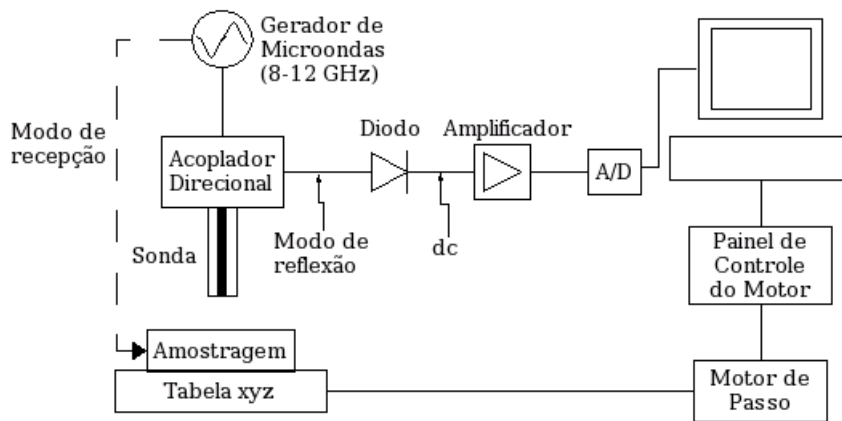 Gerador de
Microondas
(8-12 GHz)
Modo de
recepção
Acoplador
Direcional
Diodo
Amplificador
A/D
Sonda
Modo de
reflexão
dc
Painel de
Controle
do Motor
Amostragem
Tabela xyz
Motor de
Passo